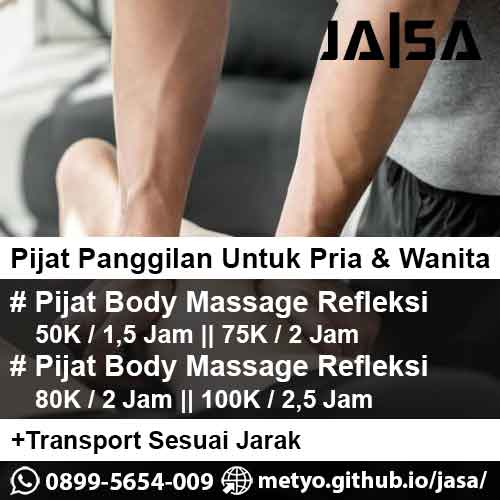 JA|SA
Pijat Panggilan Untuk Pria & Wanita
# Pijat Body Massage Refleksi
50K / 1,5 Jam || 75K / 2 Jam
# Pijat Body Massage Refleksi
80K / 2 Jam || 100K / 2,5 Jam
+Transport Sesuai Jarak
0899-5654-009 metyo.github.io/jasa/